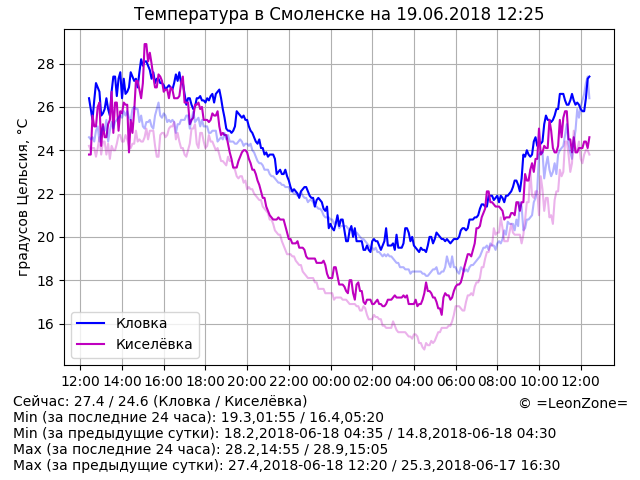 Температура в Смоленске на 19.06.2018 12:25
градусов Цельсия, °C
28
26
24
22
20
18
16
Кловка
Киселёвка
12:00 14:00 16:00 18:00 20:00 22:00 00:00 02:00 04:00 06:00 08:00 10:00 12:00
Сейчас: 27.4 / 24.6 (Кловка / Киселёвка)
© =LeonZone=
Min (за последние 24 часа): 19.3,01:55 / 16.4,05:20
Min (за предыдущие сутки): 18.2,2018-06-18 04:35 / 14.8,2018-06-18 04:30
Max (за последние 24 часа): 28.2,14:55 / 28.9,15:05
Max (за предыдущие сутки): 27.4,2018-06-18 12:20 / 25.3,2018-06-17 16:30